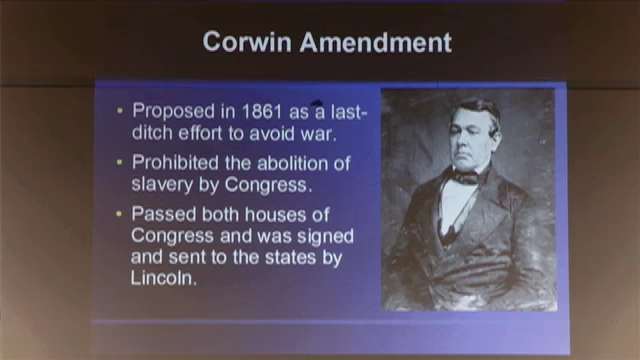 Corwin Amendment
• Proposed in 1861 as a last-
ditch effort to avoid war.
• Prohibited the abolition of
slavery by Congress.
• Passed both houses of
Congress and was signed
and sent to the states by
Lincoln.